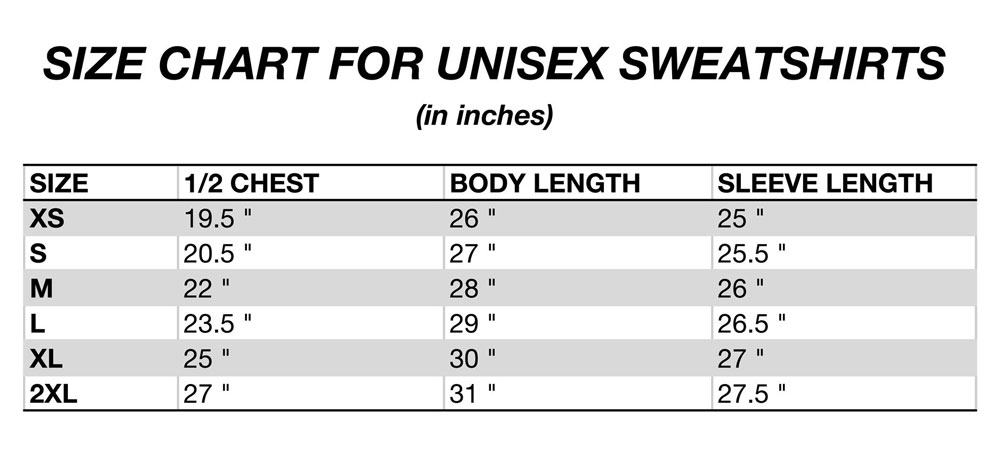 SIZE CHART FOR UNISEX SWEATSHIRTS
(in inches)
SIZE 1/2 CHEST BODY LENGTH SLEEVE LENGTH
XS 19.5 " 26 " 25 "
S 20.5 " 27 " 25.5 "
M 22 " 28 " 26 "
L 23.5 " 29 " 26.5 "
XL 25 " 30 " 27 "
2XL 27 " 31 " 27.5 "